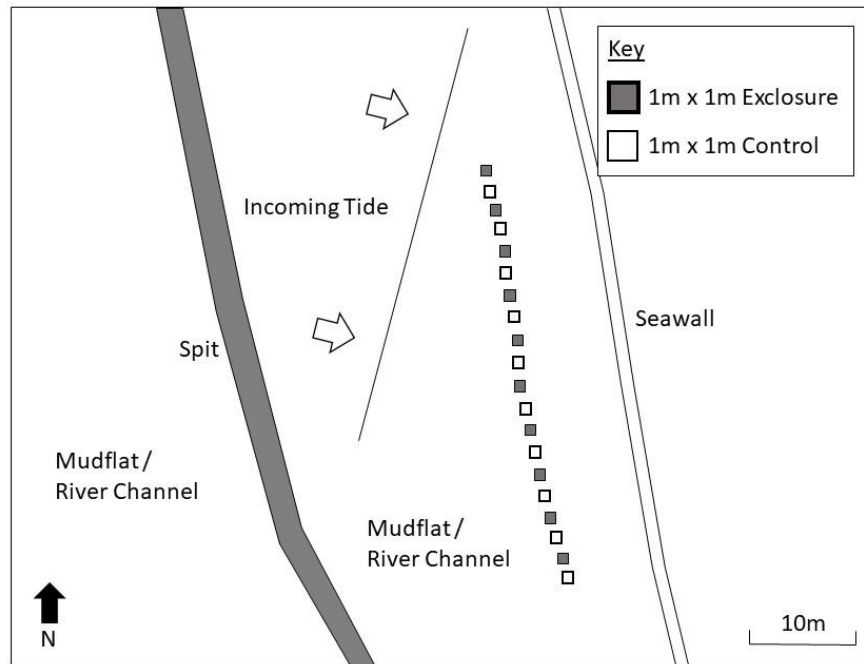 Key
1m x 1m Exclosure
1m x 1m Control
Incoming Tide
Seawall
Spit
Mudflat /
River Channel
Mudflat /
River Channel
10m
N